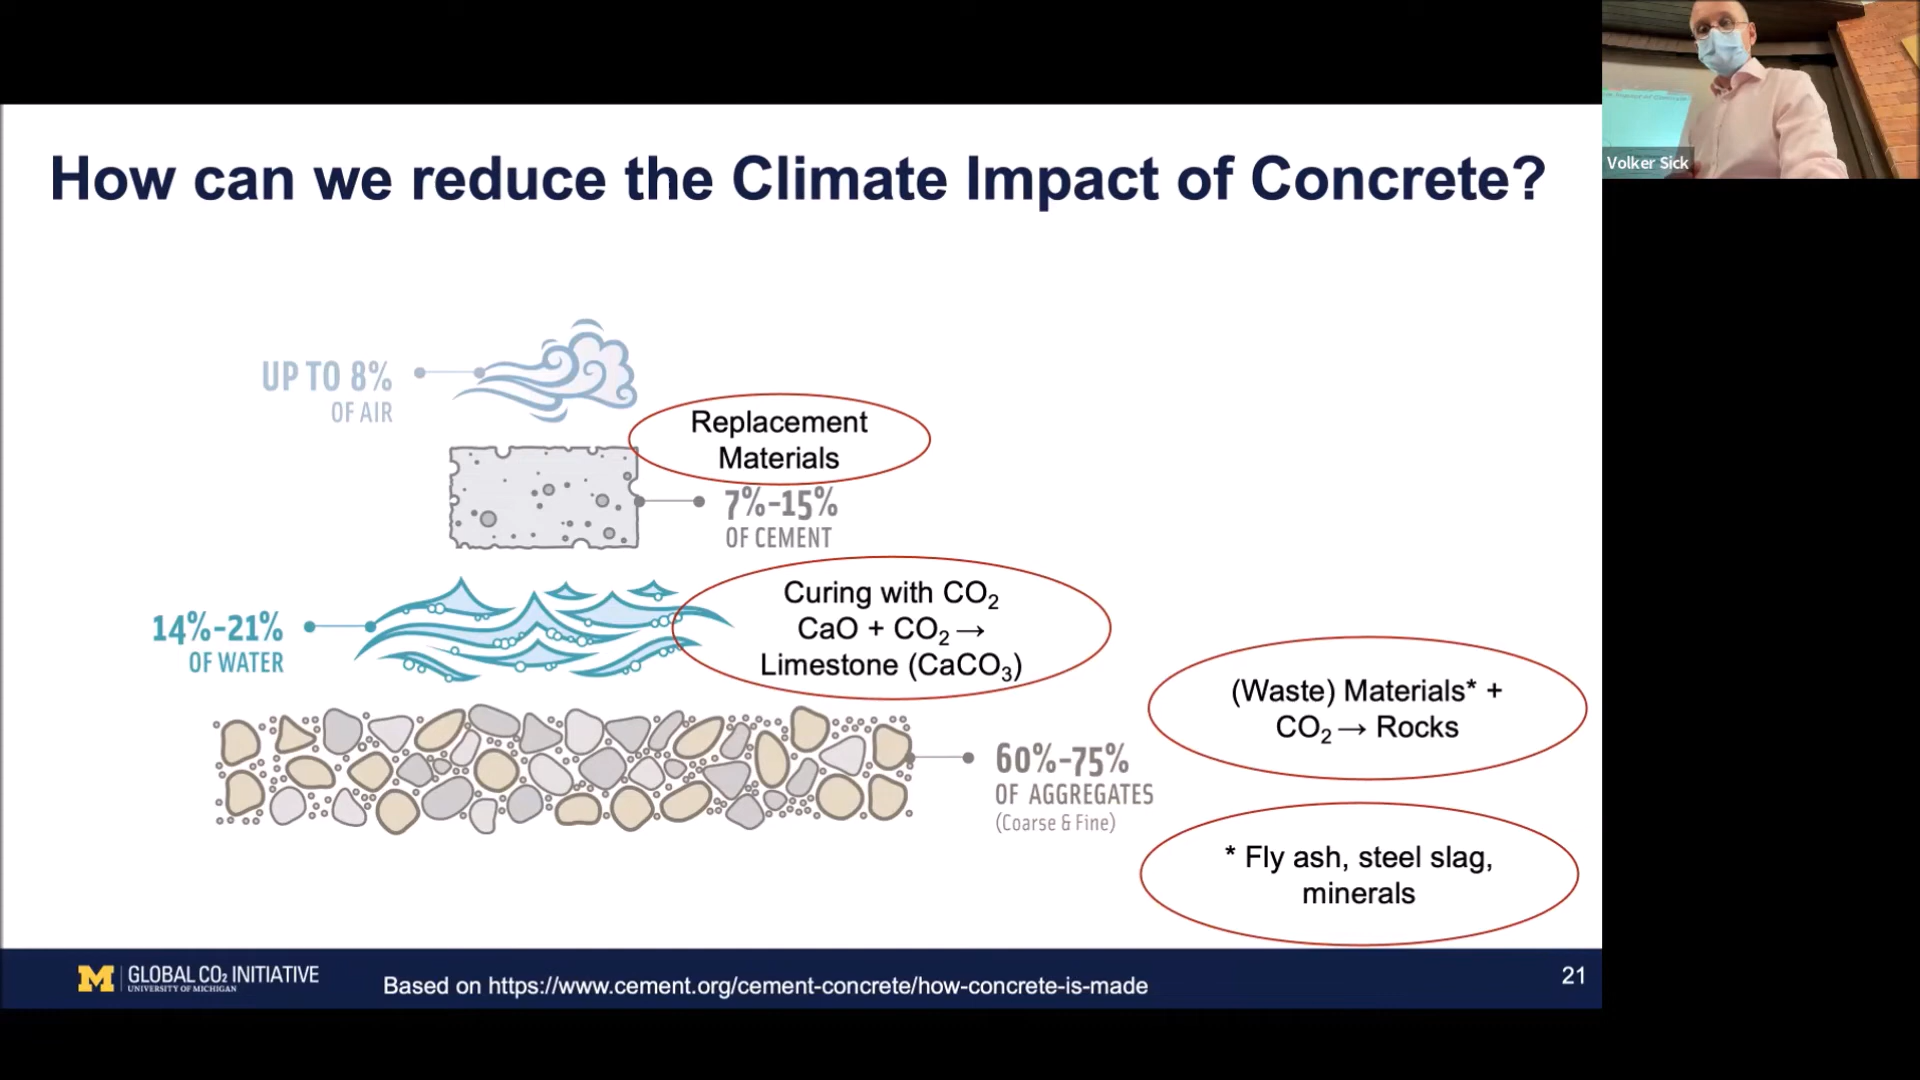 How can we reduce the Climate Impact of Concrete?
Volker Sick
UP TO 8%
OF AIR
Replacement
Materials
7%-15%
OF CEMENT
Curing with CO₂
CaO + CO₂ →
Limestone (CaCO₃)
14%-21%
OF WATER
(Waste) Materials* +
CO₂ → Rocks
60%-75%
OF AGGREGATES
(Coarse & Fine)
* Fly ash, steel slag,
minerals
M GLOBAL CO₂ INITIATIVE
UNIVERSITY OF MICHIGAN
Based on https://www.cement.org/cement-concrete/how-concrete-is-made
21